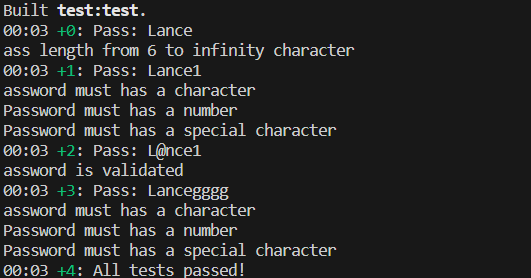 Built test:test.
00:03 +0: Pass: Lance
ass length from 6 to infinity character
00:03 +1: Pass: Lance1
assword must has a character
Password must has a number
Password must has a special character
00:03 +2: Pass: L@nce1
assword is validated
00:03 +3: Pass: Lancegggg
assword must has a character
Password must has a number
Password must has a special character
00:03 +4: All tests passed!